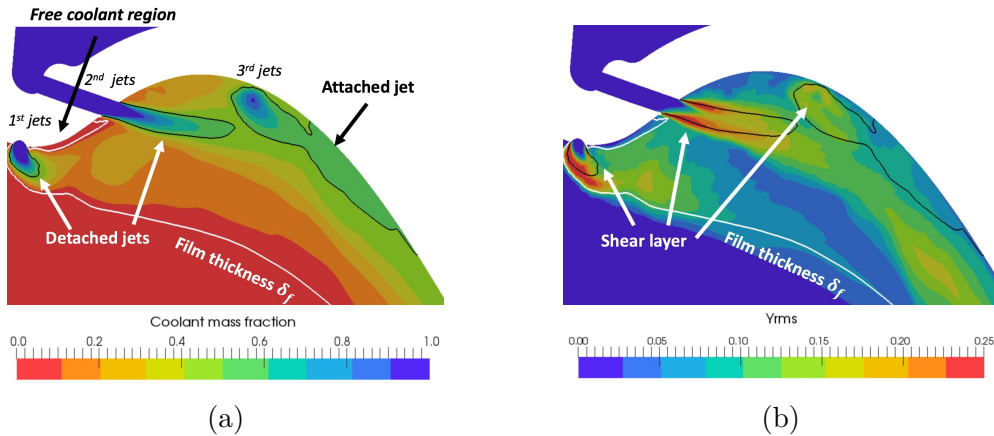 Free coolant region
2nd jets
3rd jets
Attached jet
1st jets
Detached jets
Film thickness δf
Coolant mass fraction
0.0 0.2 0.4 0.6 0.8 1.0
(a)
Shear layer
Film thickness δf
Yrms
0.00 0.05 0.10 0.15 0.20 0.25
(b)